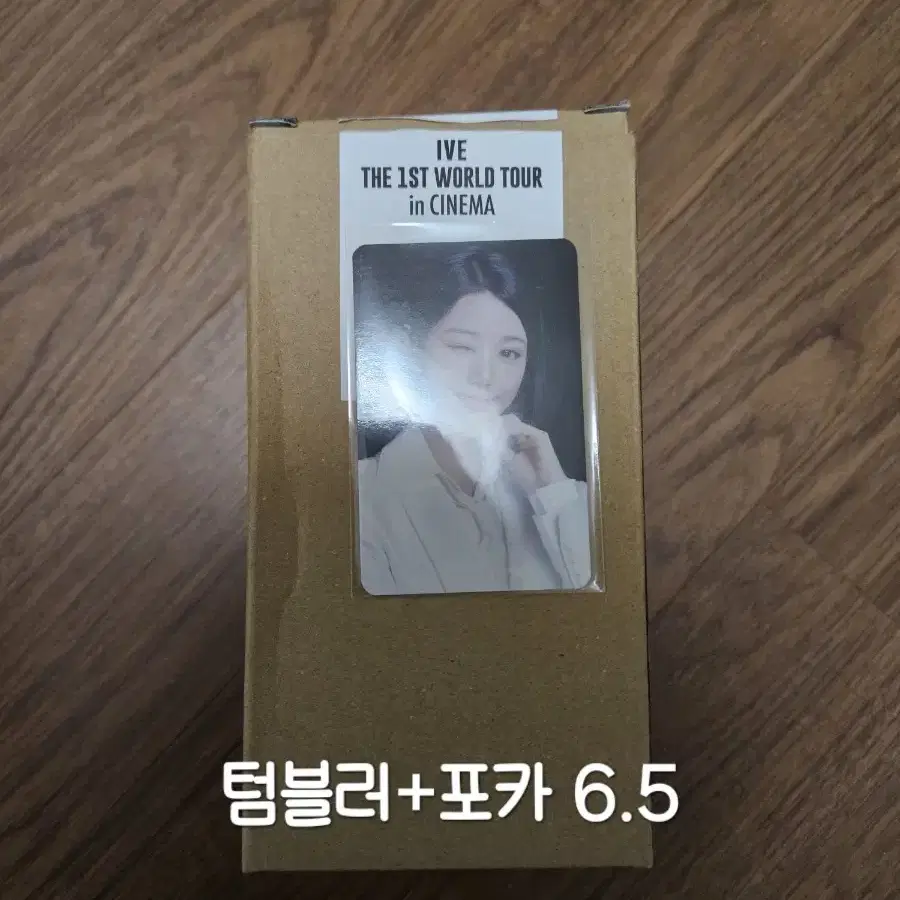 IVE
THE 1ST WORLD TOUR
in CINEMA
텀블러+포카 6.5